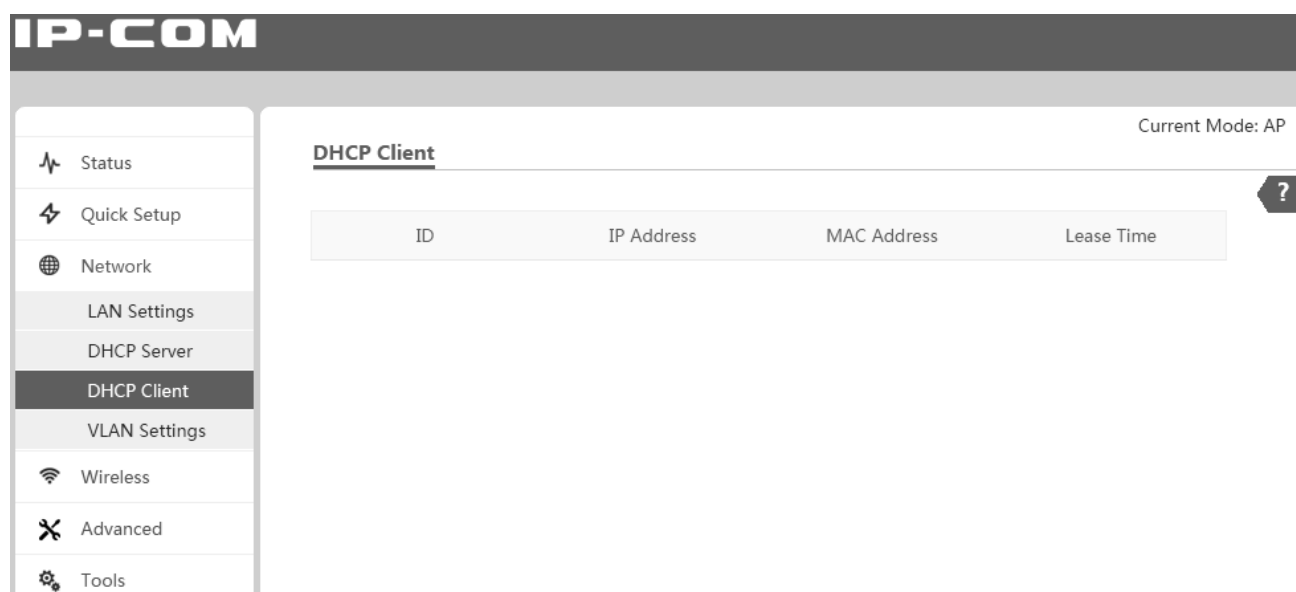 IP-COM
Current Mode: AP
Status
Quick Setup
Network
LAN Settings
DHCP Server
DHCP Client
VLAN Settings
Wireless
Advanced
Tools
DHCP Client
?
ID IP Address MAC Address Lease Time